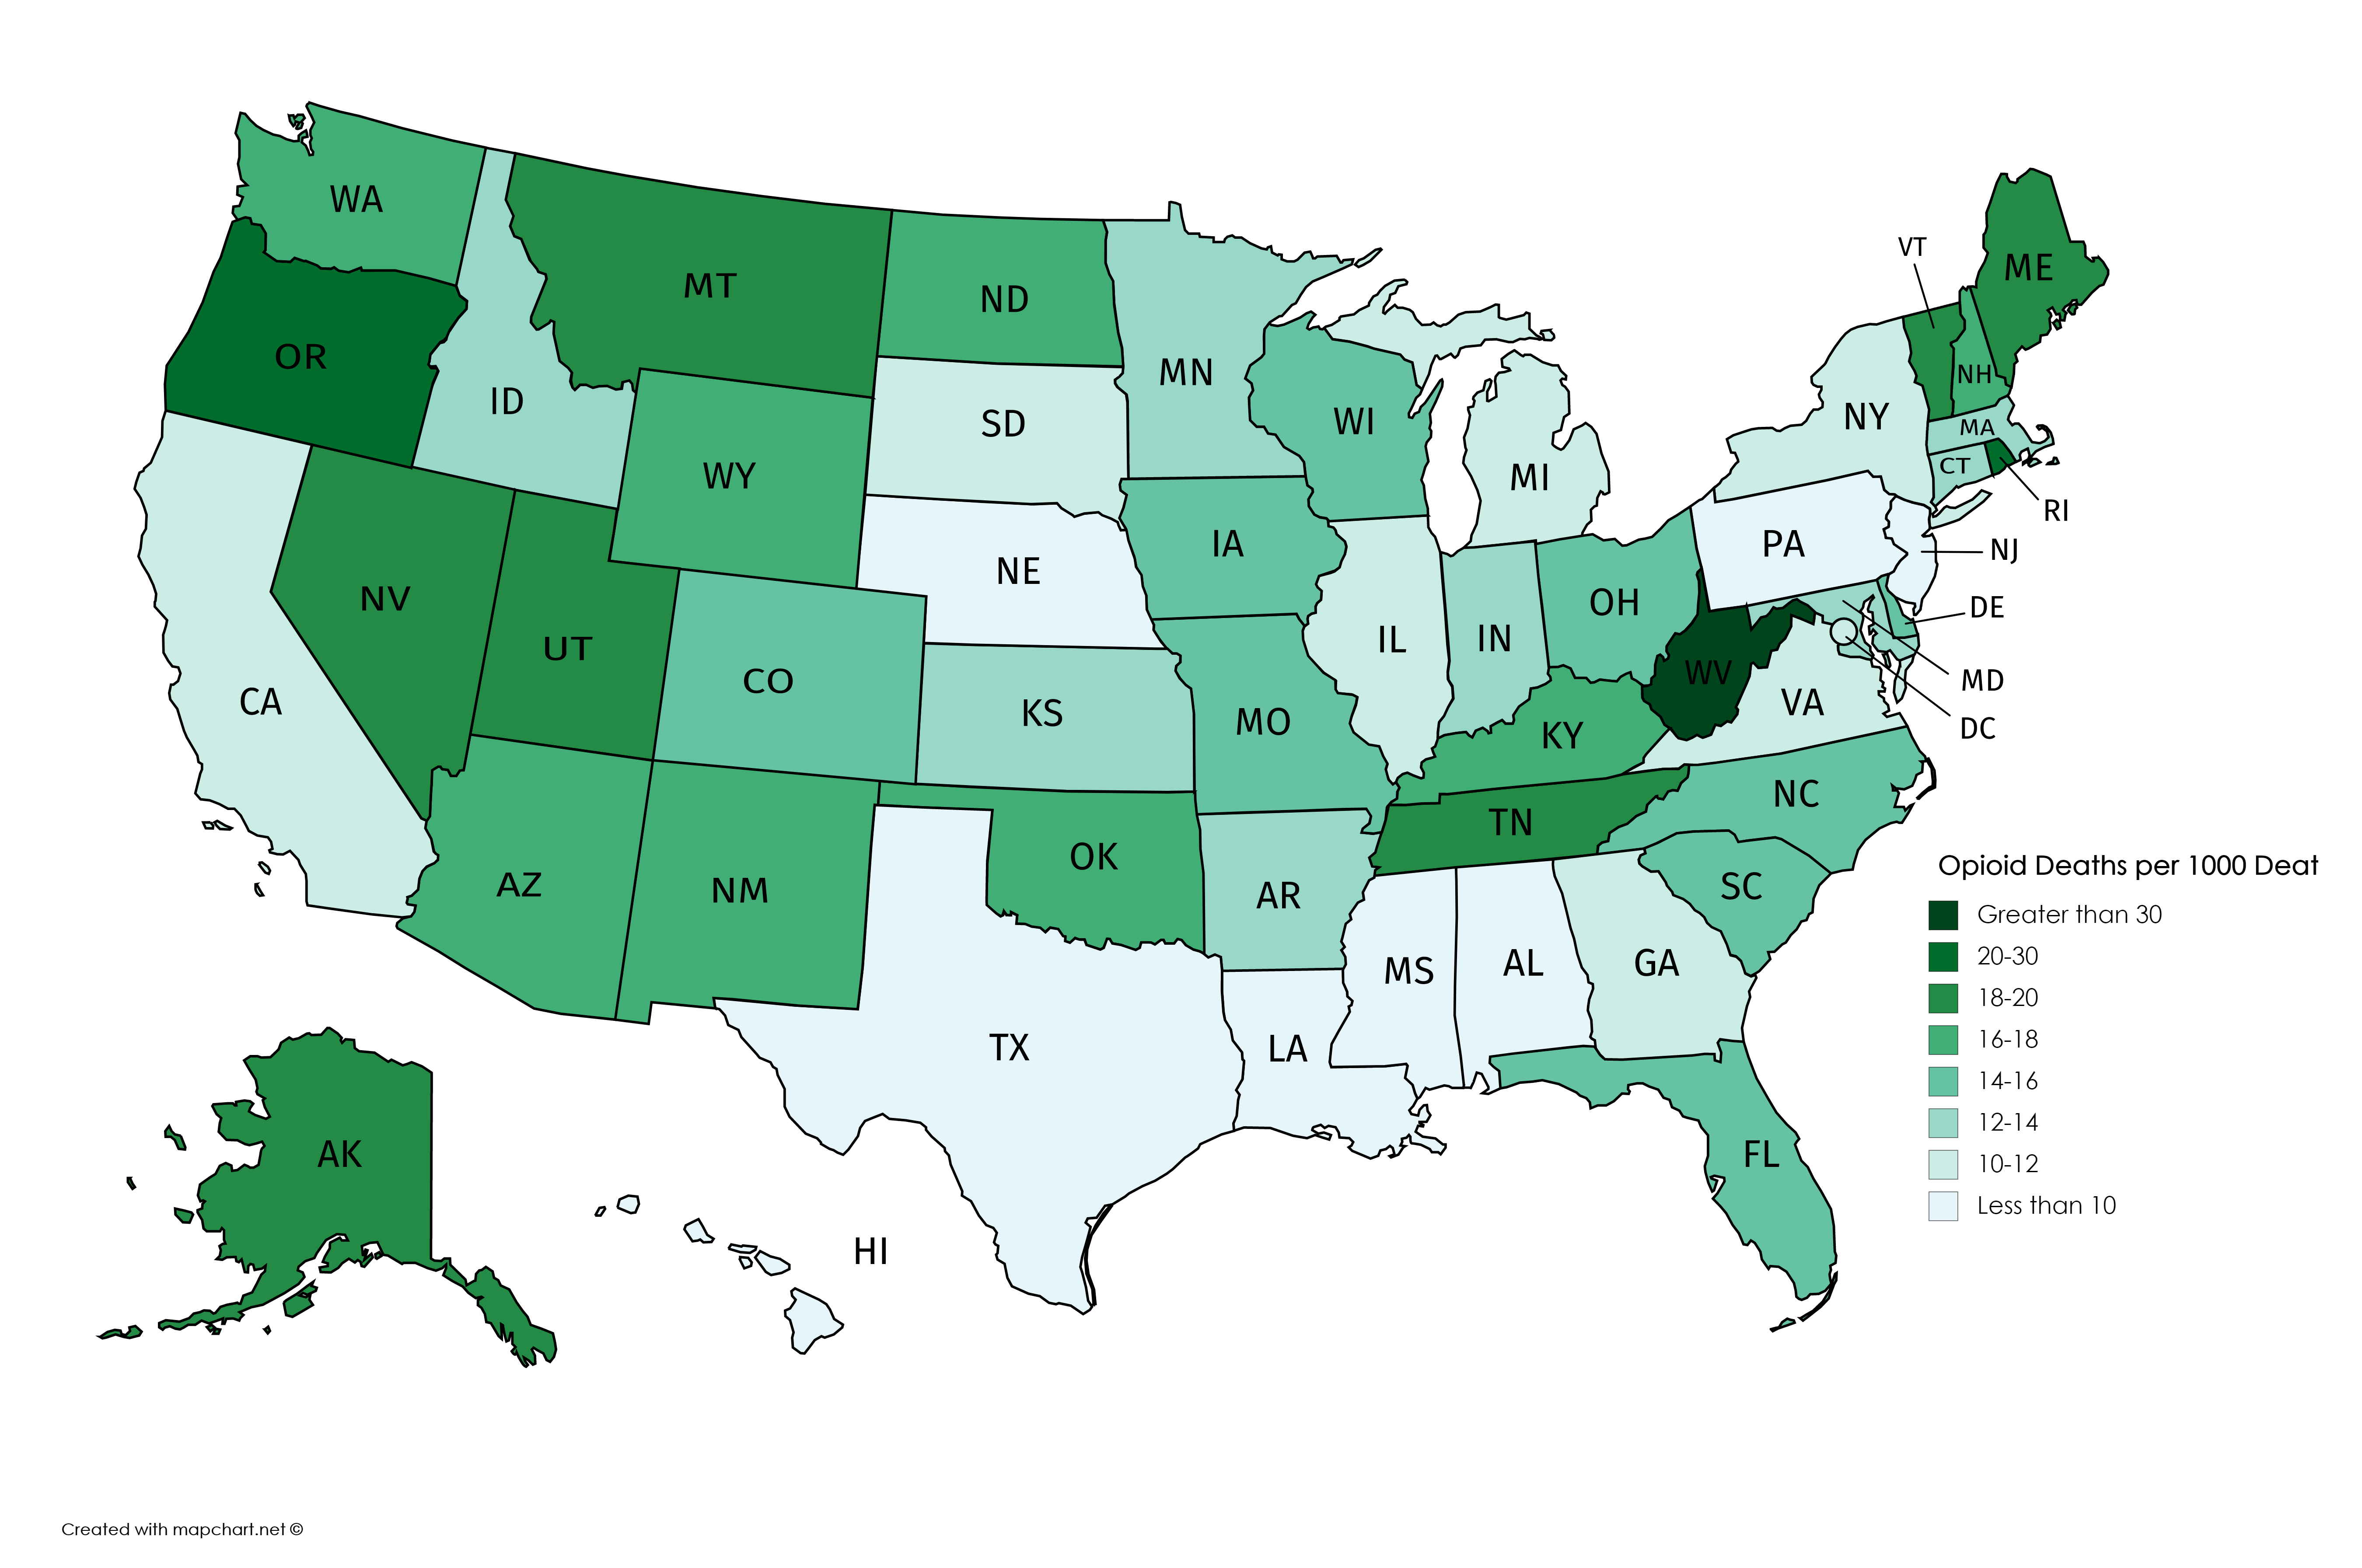 WA
MT
ND
VT
ME
OR
MN
ID
SD
WI
NH
NY
MA
WY
MI
CT
RI
IA
PA
NJ
NE
NV
OH
DE
UT
IL
IN
WV
MD
CO
KS
CA
VA
MO
KY
DC
NC
TN
OK
Opioid Deaths per 1000 Deat
AZ
NM
AR
SC
Greater than 30
20-30
MS
AL
GA
18-20
16-18
TX
LA
14-16
12-14
AK
FL
10-12
Less than 10
HI
Created with mapchart.net ©